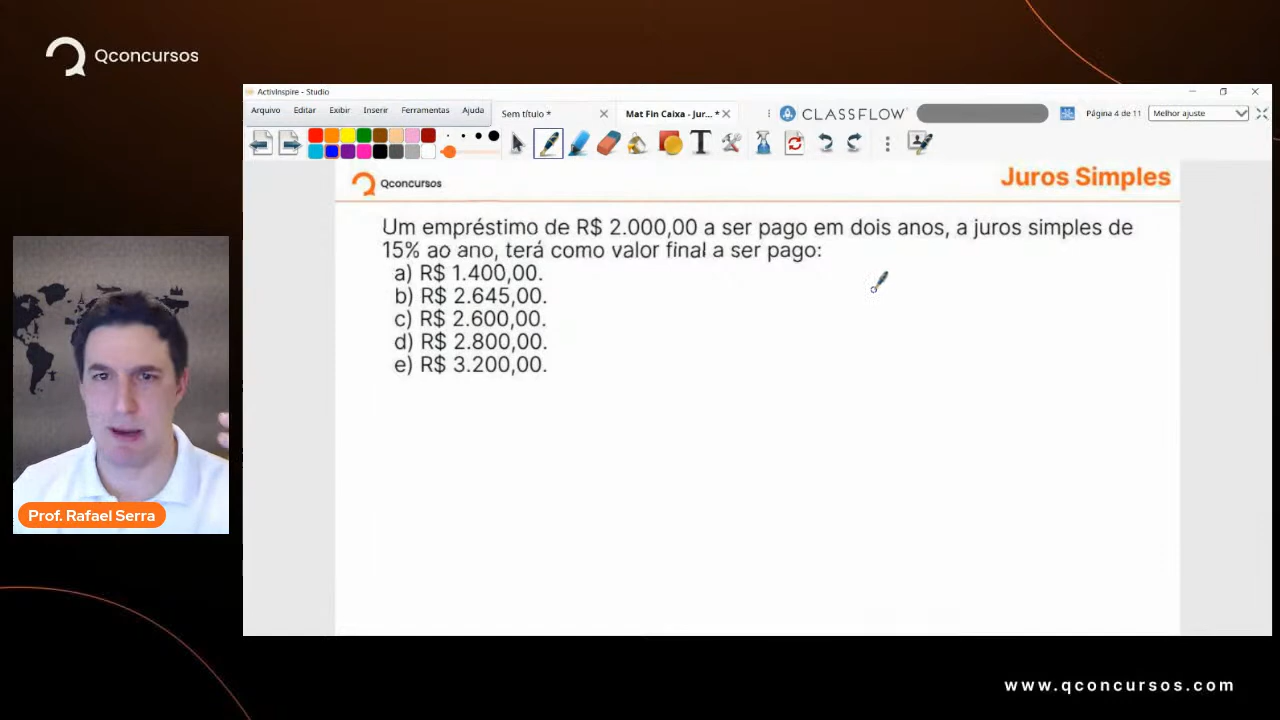 Qconcursos
ActivInspire - Studio
Arquivo Editar Exibir Inserir Ferramentas Ajuda
Sem título *
Mat Fin Caixa - Jur... *
CLASSFLOW
Página 4 de 11
Melhor ajuste
Qconcursos
Juros Simples
Um empréstimo de R$ 2.000,00 a ser pago em dois anos, a juros simples de
15% ao ano, terá como valor final a ser pago:
a) R$ 1.400,00.
b) R$ 2.645,00.
c) R$ 2.600,00.
d) R$ 2.800,00.
e) R$ 3.200,00.
Prof. Rafael Serra
www.qconcursos.com